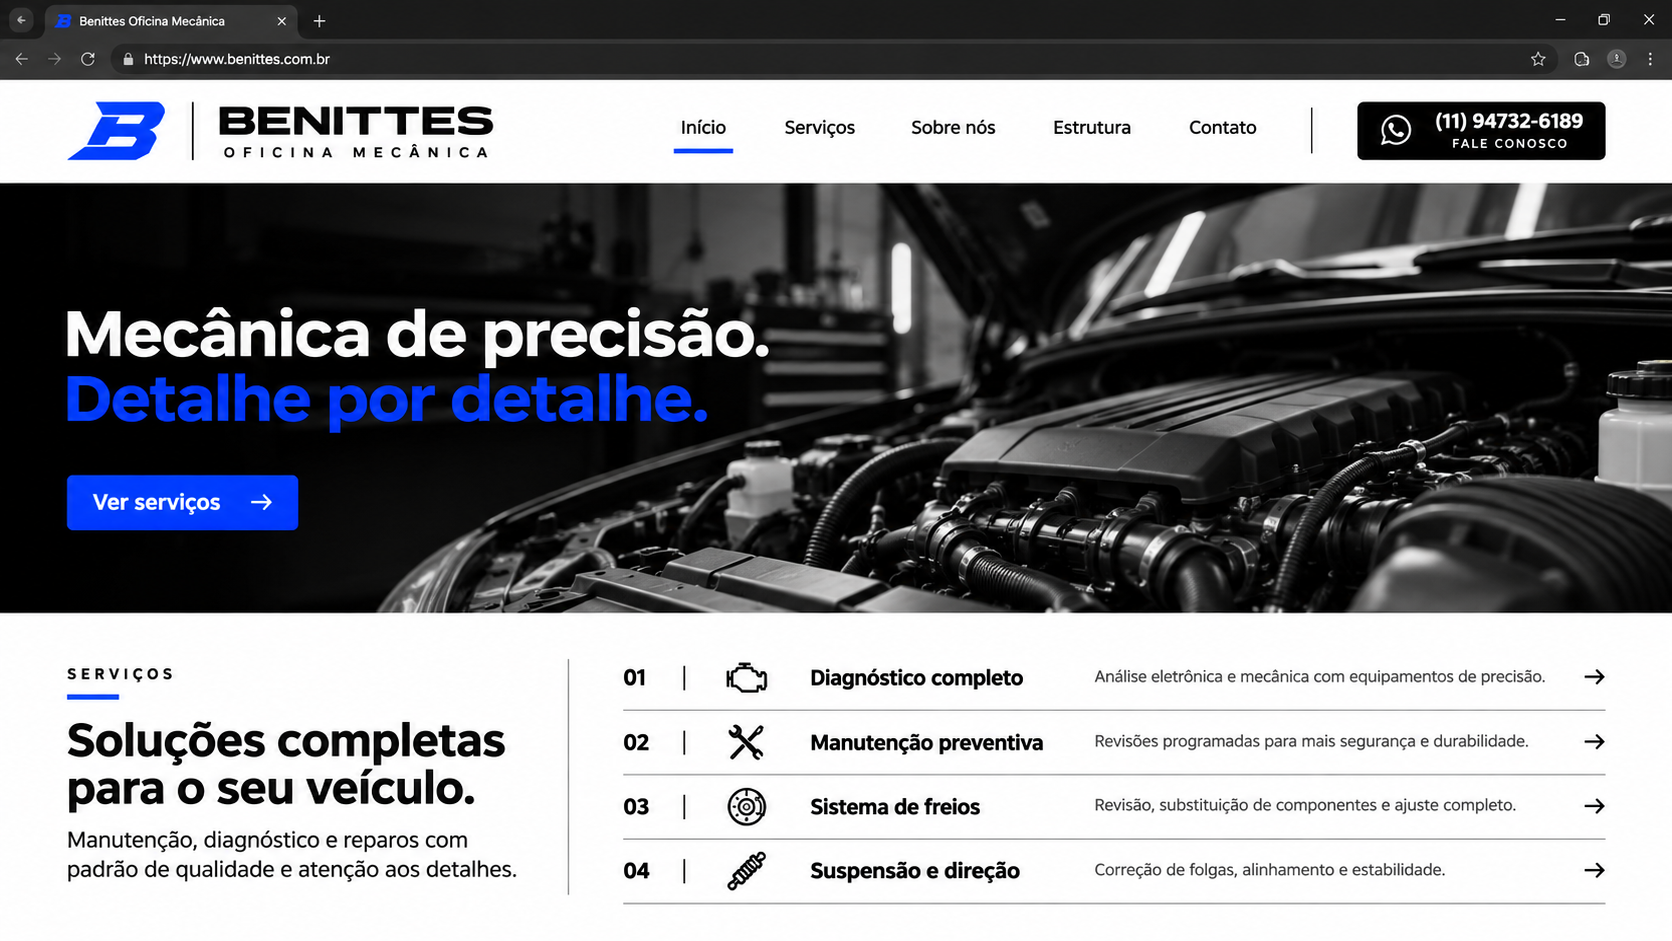 Benittes Oficina Mecânica
https://www.benittes.com.br
B
BENITTES
OFICINA MECÂNICA
Início
Serviços
Sobre nós
Estrutura
Contato
(11) 94732-6189
FALE CONOSCO
Mecânica de precisão.
Detalhe por detalhe.
Ver serviços
SERVIÇOS
Soluções completas
para o seu veículo.
Manutenção, diagnóstico e reparos com
padrão de qualidade e atenção aos detalhes.
01 Diagnóstico completo Análise eletrônica e mecânica com equipamentos de precisão.
02 Manutenção preventiva Revisões programadas para mais segurança e durabilidade.
03 Sistema de freios Revisão, substituição de componentes e ajuste completo.
04 Suspensão e direção Correção de folgas, alinhamento e estabilidade.